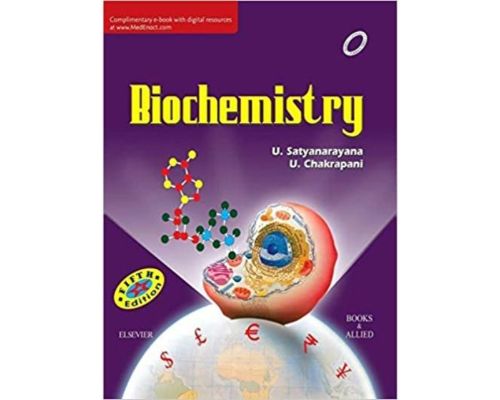 Complimentary e-book with digital resources
at www.MedEnact.com
Biochemistry
U. Satyanarayana
U. Chakrapani
FIFTH
Edition
ELSEVIER
BOOKS
&
ALLIED
$ £ € ¥ ₹